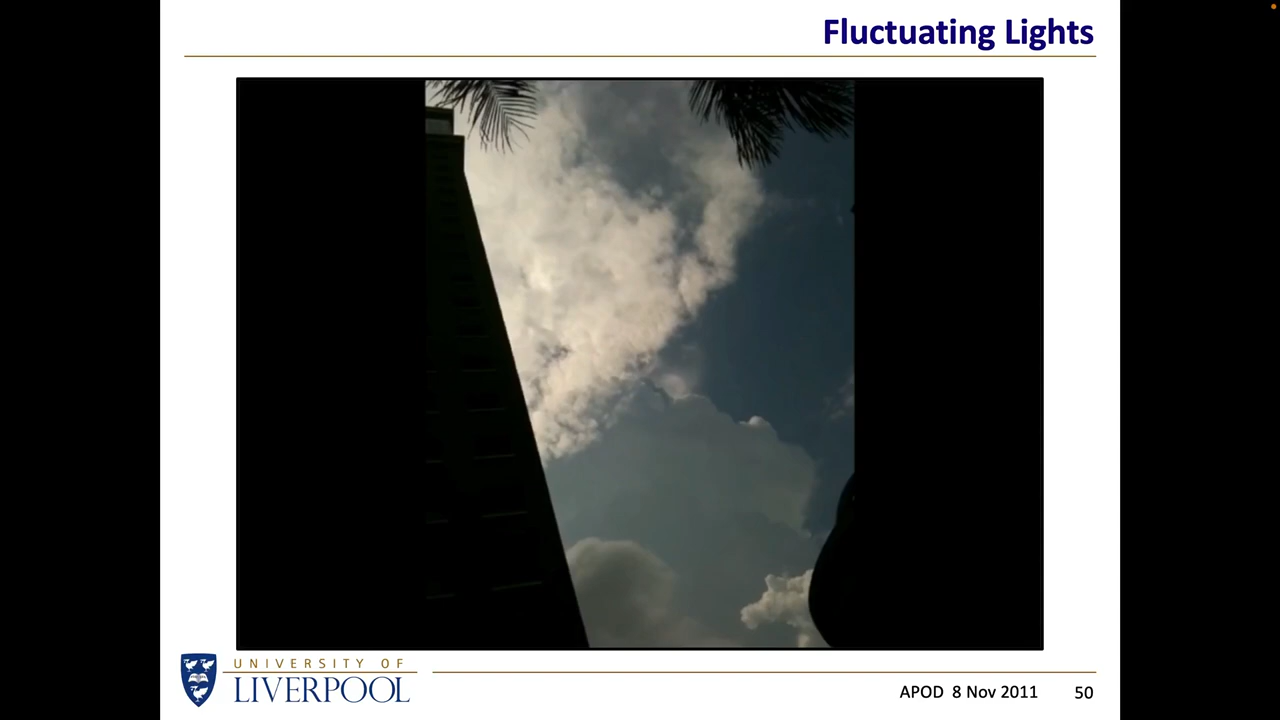 Fluctuating Lights
UNIVERSITY OF
LIVERPOOL
APOD 8 Nov 2011
50